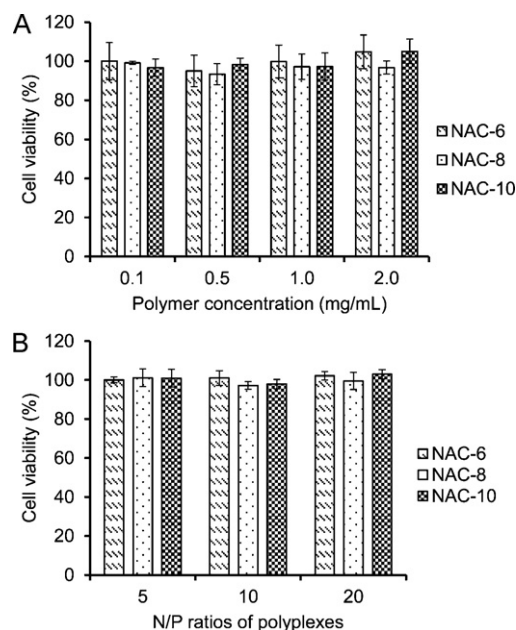 A
120
100
80
60
40
20
0
Cell viability (%)
0.1 0.5 1.0 2.0
Polymer concentration (mg/mL)
NAC-6
NAC-8
NAC-10
B
120
100
80
60
40
20
0
Cell viability (%)
5 10 20
N/P ratios of polyplexes
NAC-6
NAC-8
NAC-10